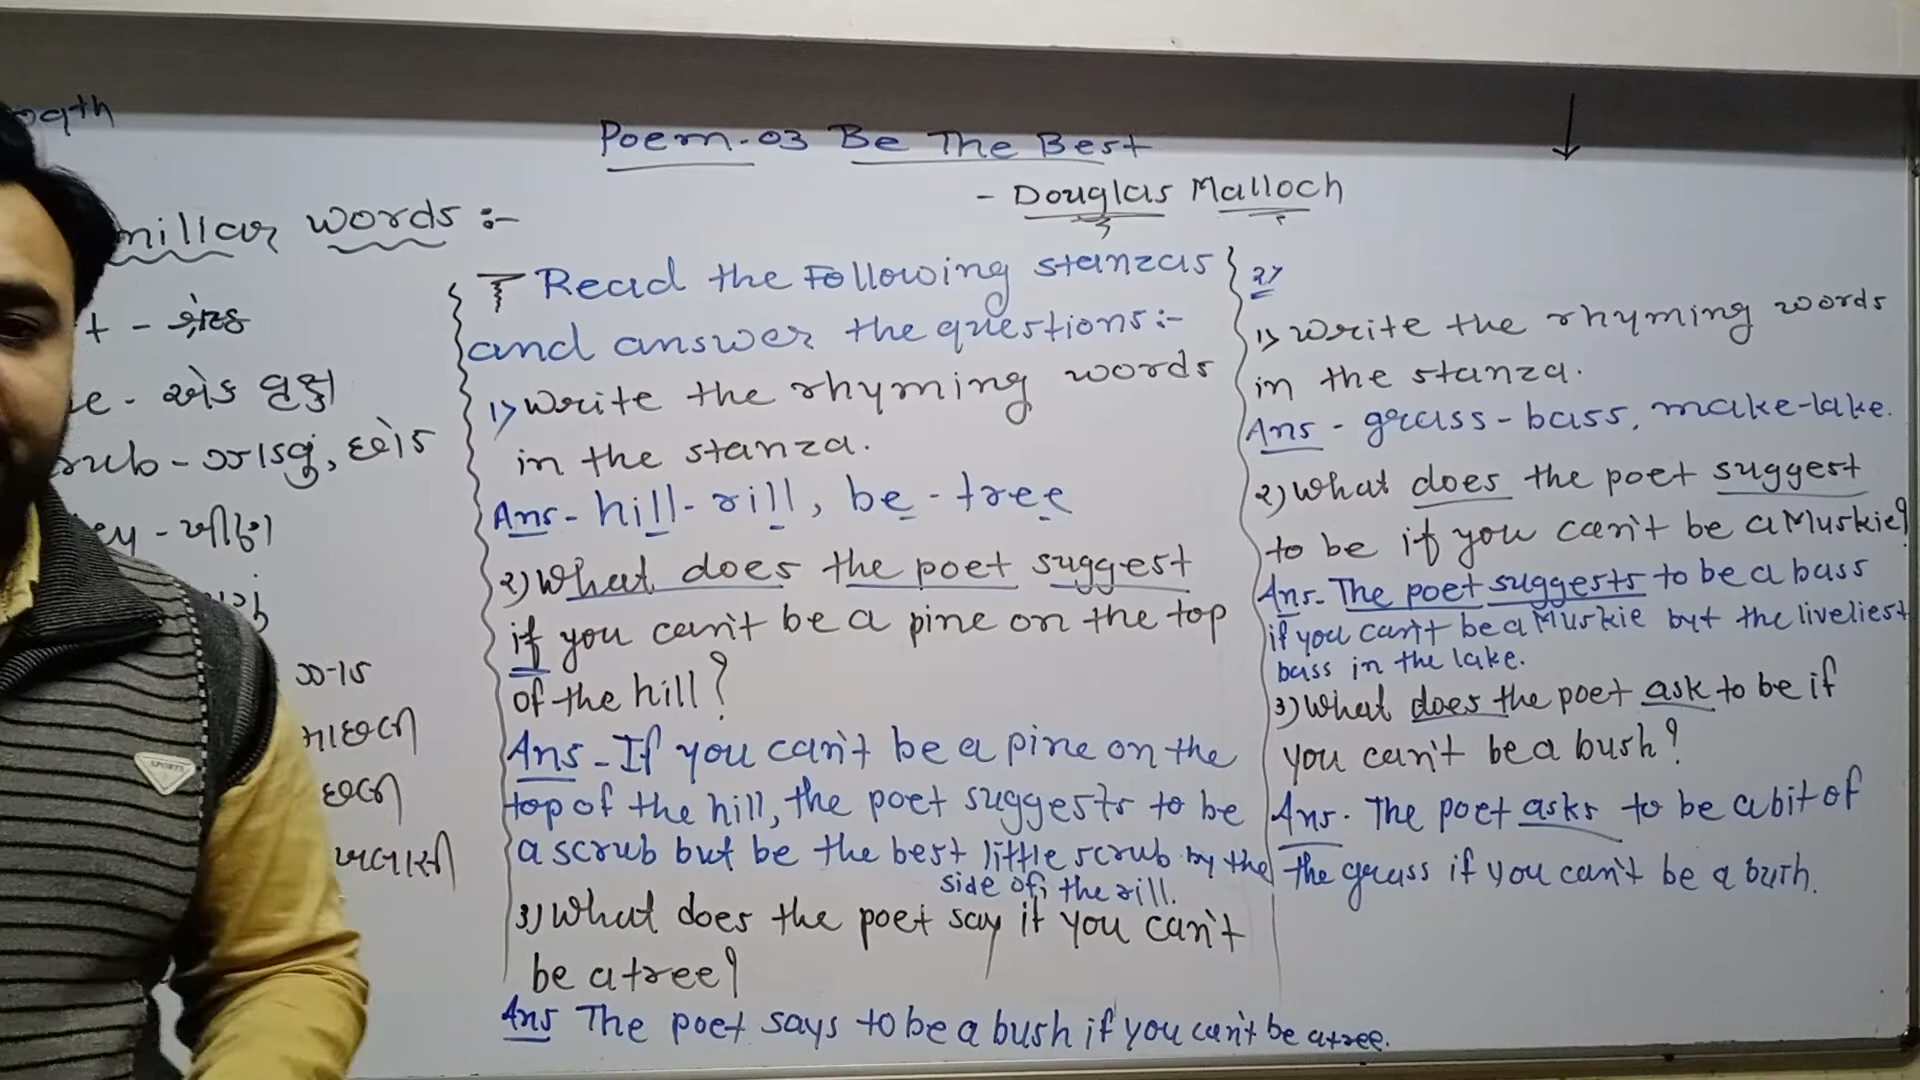 Poem-03 Be The Best
- Douglas Malloch
words :-
- શ્રેષ્ઠ
- એક વૃક્ષ
- ઝાડવું, છોડ
- ખીણ
માછલી
માછલી
ખલાસી
Read the Following stanzas
and answer the questions:-
1) Write the rhyming words
in the stanza.
Ans- hill-rill, be-tree
2) What does the poet suggest
if you can't be a pine on the top
of the hill?
Ans-If you can't be a pine on the
top of the hill, the poet suggests to be
a scrub but be the best little scrub by the
side of, the rill.
3) What does the poet say if you can't
be a tree?
Ans The poet says to be a bush if you can't be a tree.
2)
1) Write the rhyming words
in the stanza.
Ans - grass-bass, make-lake.
2) What does the poet suggest
to be if you can't be a Muskie?
Ans- The poet suggests to be a bass
if you can't be a Muskie but the liveliest
bass in the lake.
3) What does the poet ask to be if
you can't be a bush?
Ans- The poet asks to be a bit of
the grass if you can't be a bush.
SPORTS